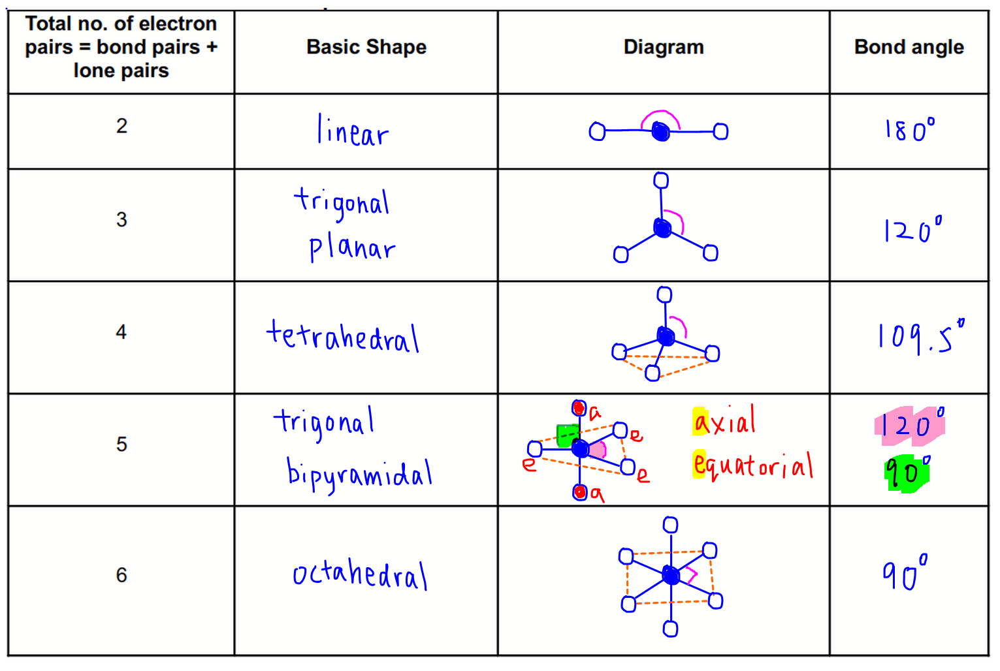 Total no. of electron
pairs = bond pairs +
lone pairs
Basic Shape
Diagram
Bond angle
2
linear
180°
3
trigonal
planar
120°
4
tetrahedral
109.5°
5
trigonal
bipyramidal
a
e
e
e
a
axial
equatorial
120°
90°
6
octahedral
90°